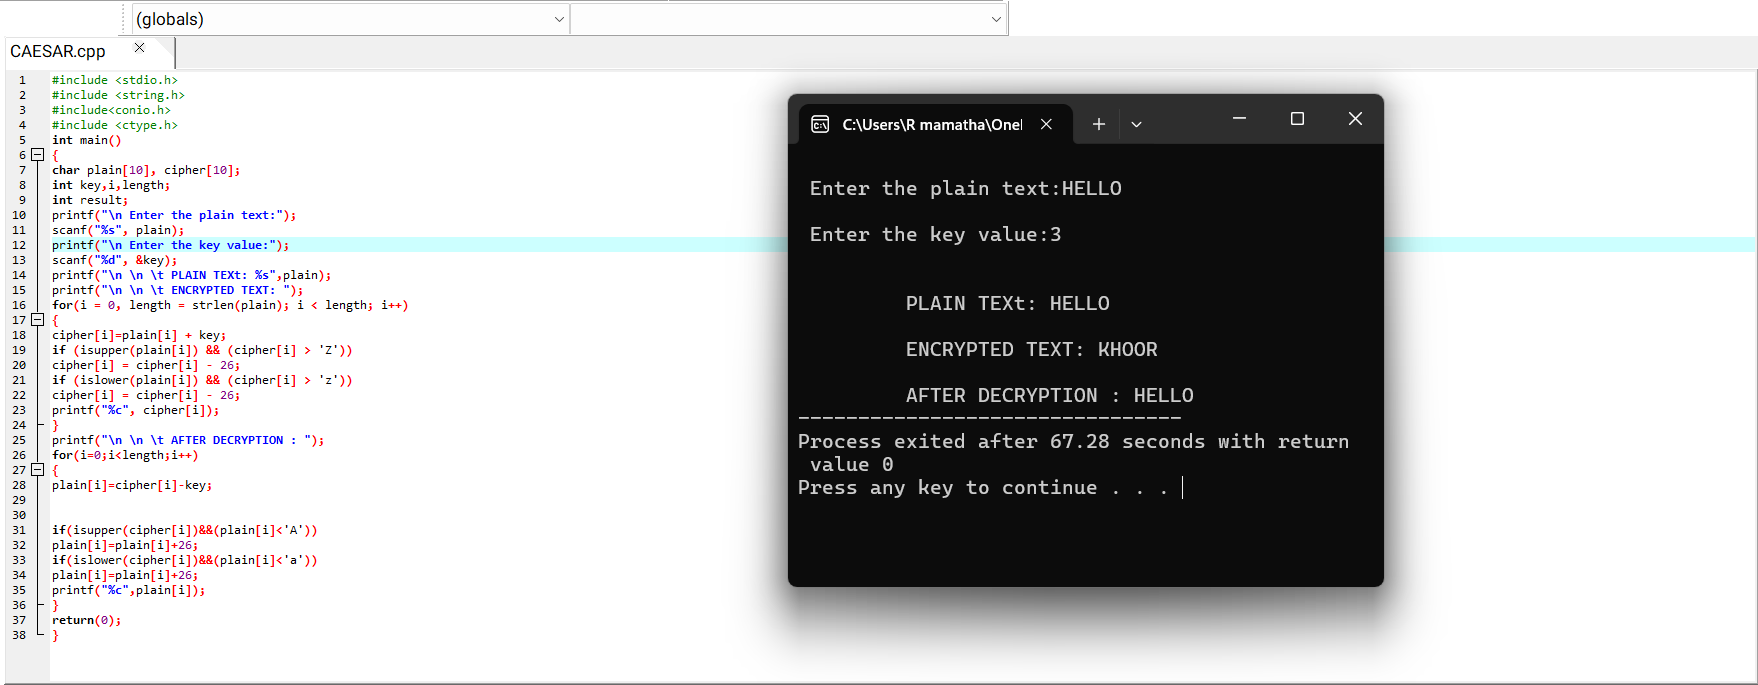 (globals)
CAESAR.cpp
1 #include <stdio.h>
2 #include <string.h>
3 #include<conio.h>
4 #include <ctype.h>
5 int main()
6 {
7 char plain[10], cipher[10];
8 int key,i,length;
9 int result;
10 printf("\n Enter the plain text:");
11 scanf("%s", plain);
12 printf("\n Enter the key value:");
13 scanf("%d", &key);
14 printf("\n \n \t PLAIN TEXt: %s",plain);
15 printf("\n \n \t ENCRYPTED TEXT: ");
16 for(i = 0, length = strlen(plain); i < length; i++)
17 {
18 cipher[i]=plain[i] + key;
19 if (isupper(plain[i]) && (cipher[i] > 'Z'))
20 cipher[i] = cipher[i] - 26;
21 if (islower(plain[i]) && (cipher[i] > 'z'))
22 cipher[i] = cipher[i] - 26;
23 printf("%c", cipher[i]);
24 }
25 printf("\n \n \t AFTER DECRYPTION : ");
26 for(i=0;i<length;i++)
27 {
28 plain[i]=cipher[i]-key;
29
30
31 if(isupper(cipher[i])&&(plain[i]<'A'))
32 plain[i]=plain[i]+26;
33 if(islower(cipher[i])&&(plain[i]<'a'))
34 plain[i]=plain[i]+26;
35 printf("%c",plain[i]);
36 }
37 return(0);
38 }
C:\Users\R mamatha\Onel
Enter the plain text:HELLO
Enter the key value:3
PLAIN TEXt: HELLO
ENCRYPTED TEXT: KHOOR
AFTER DECRYPTION : HELLO
--------------------------------
Process exited after 67.28 seconds with return
value 0
Press any key to continue . . .